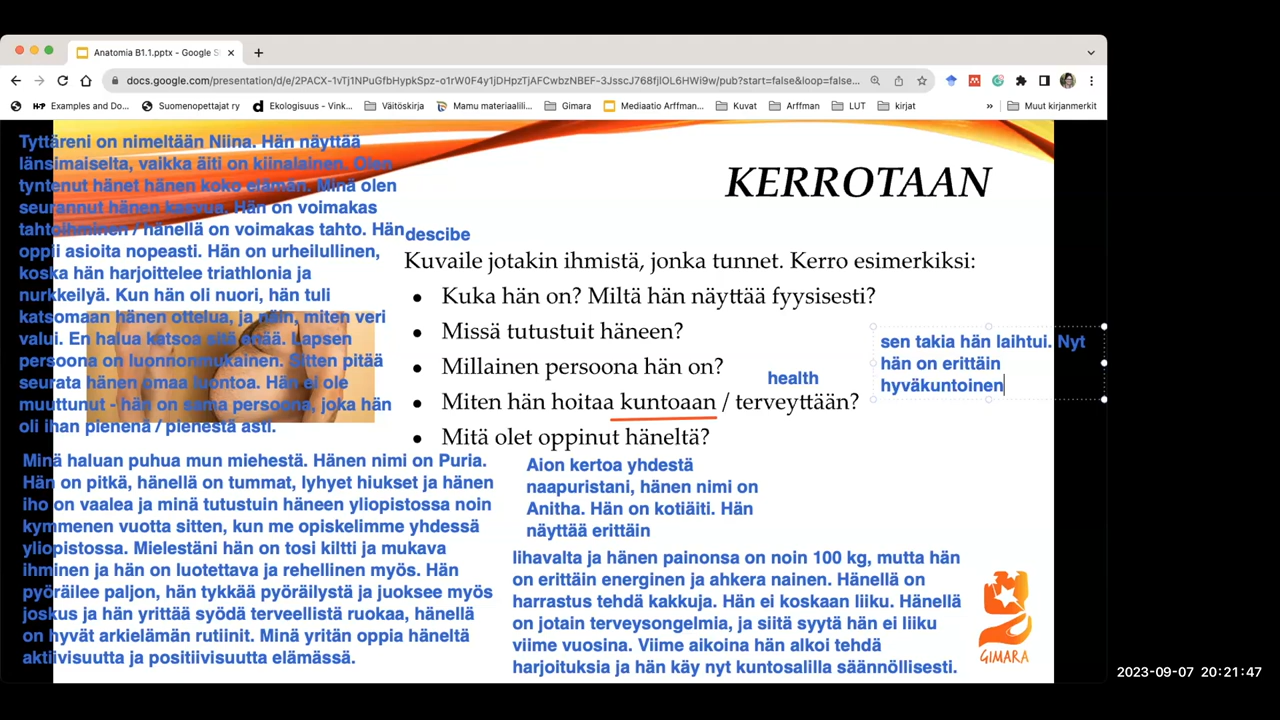 Anatomia B1.1.pptx - Google S
docs.google.com/presentation/d/e/2PACX-1vTj1NPuGfbHypkSpz-o1rW0F4y1jDHpzTjAFCwbzNBEF-3JsscJ768fjlOL6HWi9w/pub?start=false&loop=false...
Examples and Do...
Suomenopettajat ry
Ekologisuus - Vink...
Väitöskirja
Mamu materiaalili...
Gimara
Mediaatio Arffman...
Kuvat
Arffman
LUT
kirjat
»
Muut kirjanmerkit
Tyttäreni on nimeltään Niina. Hän näyttää
länsimaiselta, vaikka äiti on kiinalainen. Olen
tyntenut hänet hänen koko elämän. Minä olen
seurannut hänen kasvua. Hän on voimakas
tahtoihminen / hänellä on voimakas tahto. Hän
oppii asioita nopeasti. Hän on urheilullinen,
koska hän harjoittelee triathlonia ja
nurkkeilyä. Kun hän oli nuori, hän tuli
katsomaan hänen ottelua, ja näin, miten veri
valui. En halua katsoa sitä enää. Lapsen
persoona on luonnonmukainen. Sitten pitää
seurata hänen omaa luontoa. Hän ei ole
muuttunut - hän on sama persoona, joka hän
oli ihan pienenä / pienestä asti.
KERROTAAN
descibe
Kuvaile jotakin ihmistä, jonka tunnet. Kerro esimerkiksi:
• Kuka hän on? Miltä hän näyttää fyysisesti?
• Missä tutustuit häneen?
• Millainen persoona hän on?
health
• Miten hän hoitaa kuntoaan / terveyttään?
• Mitä olet oppinut häneltä?
sen takia hän laihtui. Nyt
hän on erittäin
hyväkuntoinen
Minä haluan puhua mun miehestä. Hänen nimi on Puria.
Hän on pitkä, hänellä on tummat, lyhyet hiukset ja hänen
iho on vaalea ja minä tutustuin häneen yliopistossa noin
kymmenen vuotta sitten, kun me opiskelimme yhdessä
yliopistossa. Mielestäni hän on tosi kiltti ja mukava
ihminen ja hän on luotettava ja rehellinen myös. Hän
pyöräilee paljon, hän tykkää pyöräilystä ja juoksee myös
joskus ja hän yrittää syödä terveellistä ruokaa, hänellä
on hyvät arkielämän rutiinit. Minä yritän oppia häneltä
aktiivisuutta ja positiivisuutta elämässä.
Aion kertoa yhdestä
naapuristani, hänen nimi on
Anitha. Hän on kotiäiti. Hän
näyttää erittäin
lihavalta ja hänen painonsa on noin 100 kg, mutta hän
on erittäin energinen ja ahkera nainen. Hänellä on
harrastus tehdä kakkuja. Hän ei koskaan liiku. Hänellä
on jotain terveysongelmia, ja siitä syytä hän ei liiku
viime vuosina. Viime aikoina hän alkoi tehdä
harjoituksia ja hän käy nyt kuntosalilla säännöllisesti.
GIMARA
2023-09-07 20:21:47